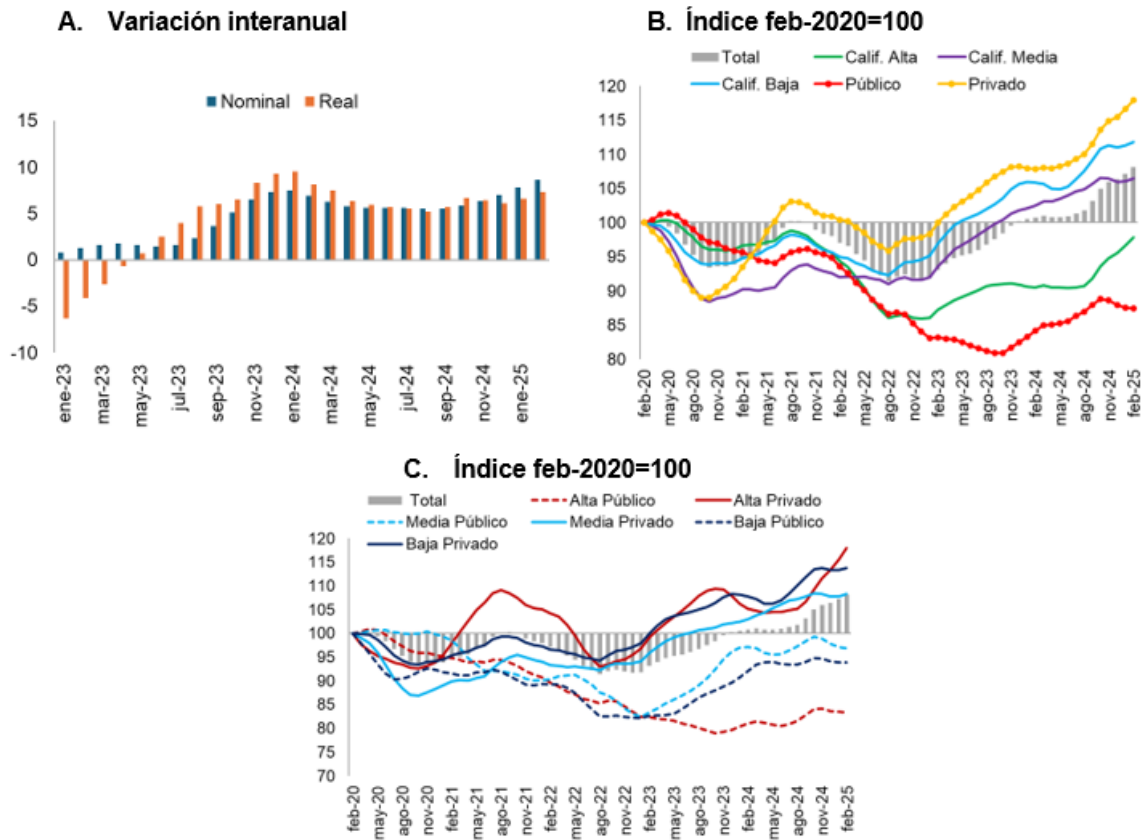 A. Variación interanual
Nominal Real
15
10
5
0
-5
-10
ene-23 mar-23 may-23 jul-23 sep-23 nov-23 ene-24 mar-24 may-24 jul-24 sep-24 nov-24 ene-25
B. Índice feb-2020=100
Total Calif. Alta Calif. Media
Calif. Baja Público Privado
120
115
110
105
100
95
90
85
80
feb-20 may-20 ago-20 nov-20 feb-21 may-21 ago-21 nov-21 feb-22 may-22 ago-22 nov-22 feb-23 may-23 ago-23 nov-23 feb-24 may-24 ago-24 nov-24 feb-25
C. Índice feb-2020=100
Total Alta Público Alta Privado
Media Público Media Privado Baja Público
Baja Privado
120
115
110
105
100
95
90
85
80
75
70
feb-20 may-20 ago-20 nov-20 feb-21 may-21 ago-21 nov-21 feb-22 may-22 ago-22 nov-22 feb-23 may-23 ago-23 nov-23 feb-24 may-24 ago-24 nov-24 feb-25